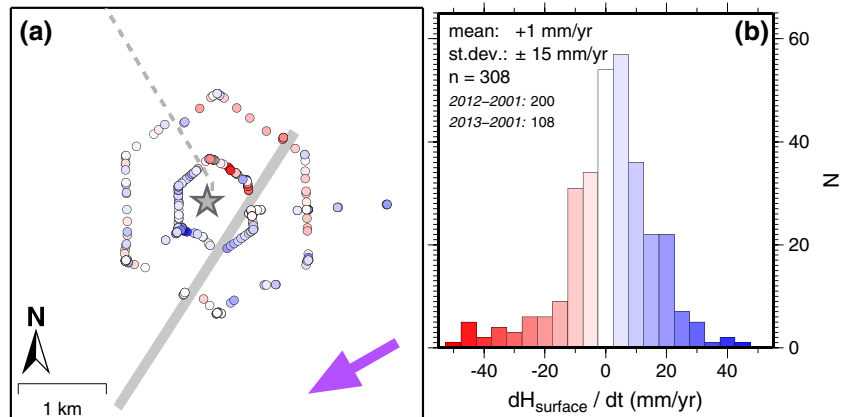 (a)
N
1 km
mean: +1 mm/yr
st.dev.: ± 15 mm/yr
n = 308
2012–2001: 200
2013–2001: 108
(b)
60
40
20
0
N
-40 -20 0 20 40
dHsurface / dt (mm/yr)